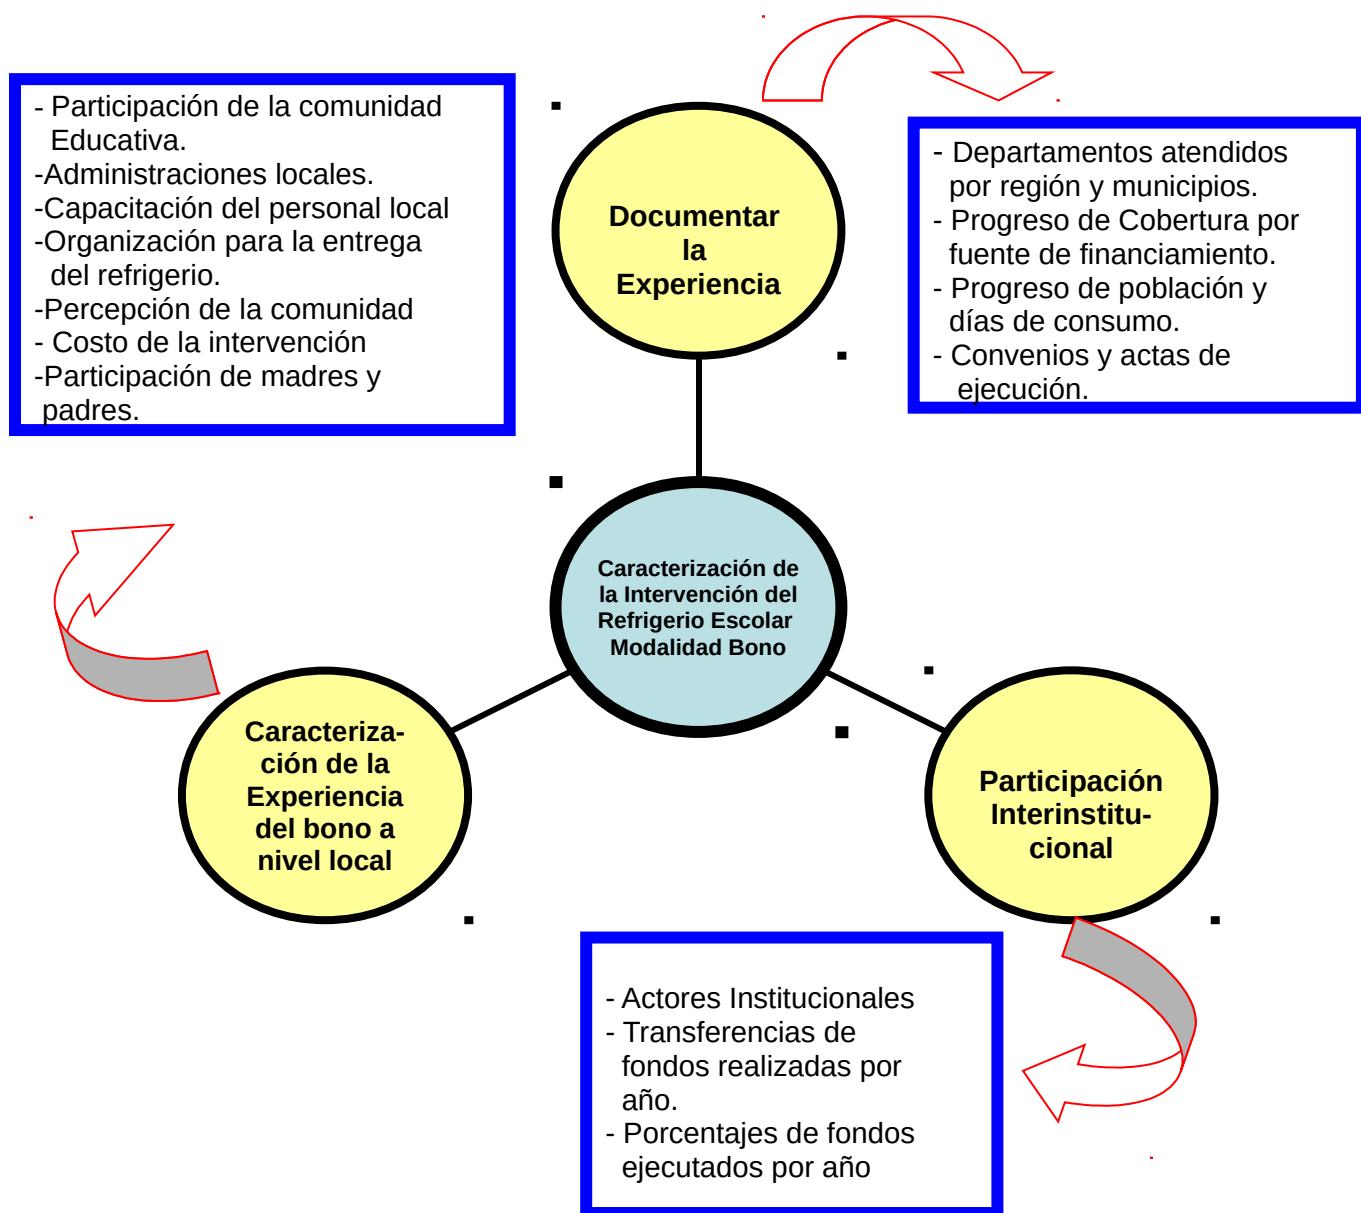 - Participación de la comunidad
Educativa.
-Administraciones locales.
-Capacitación del personal local
-Organización para la entrega
del refrigerio.
-Percepción de la comunidad
- Costo de la intervención
-Participación de madres y
padres.
Documentar
la
Experiencia
- Departamentos atendidos
por región y municipios.
- Progreso de Cobertura por
fuente de financiamiento.
- Progreso de población y
días de consumo.
- Convenios y actas de
ejecución.
Caracterización de
la Intervención del
Refrigerio Escolar
Modalidad Bono
Caracteriza-
ción de la
Experiencia
del bono a
nivel local
Participación
Interinstitu-
cional
- Actores Institucionales
- Transferencias de
fondos realizadas por
año.
- Porcentajes de fondos
ejecutados por año